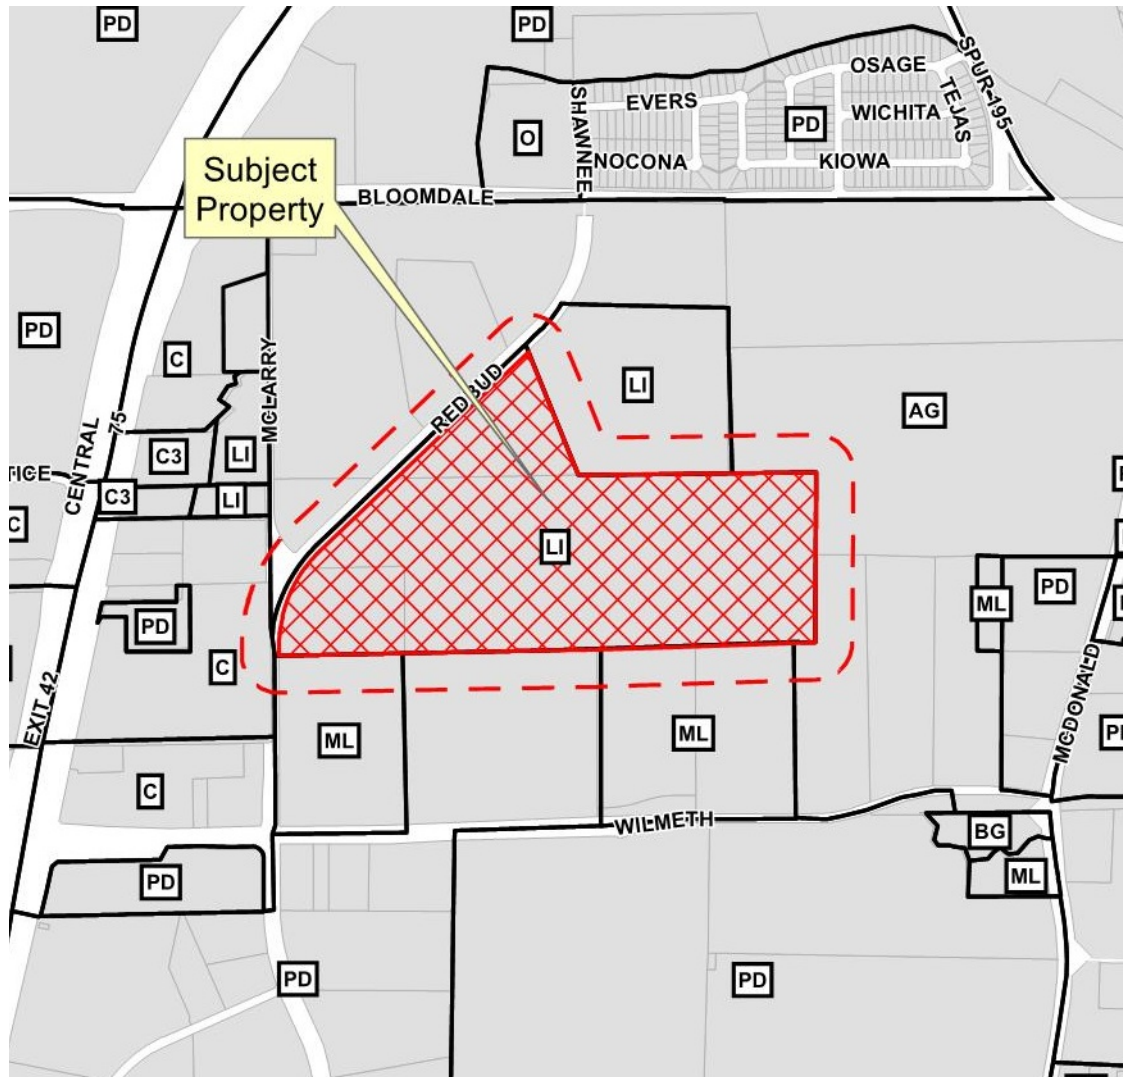 PD
PD
OSAGE
SPUR 195
TEJAS
EVERS
SHAWNEE
WICHITA
PD
O
NOCONA
KIOWA
Subject
Property
BLOOMDALE
PD
C
MCLARRY
LI
RED BUD
AG
CENTRAL
75
C3
LI
TICE
C3
LI
C
LI
ML
PD
PD
C
MCDONALD
EXIT 42
ML
ML
C
WILMETH
BG
PD
ML
PD
PD